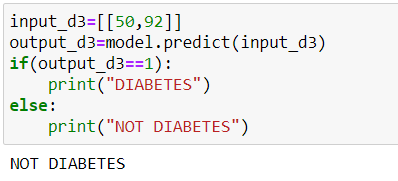 input_d3=[[50,92]]
output_d3=model.predict(input_d3)
if(output_d3==1):
    print("DIABETES")
else:
    print("NOT DIABETES")
NOT DIABETES